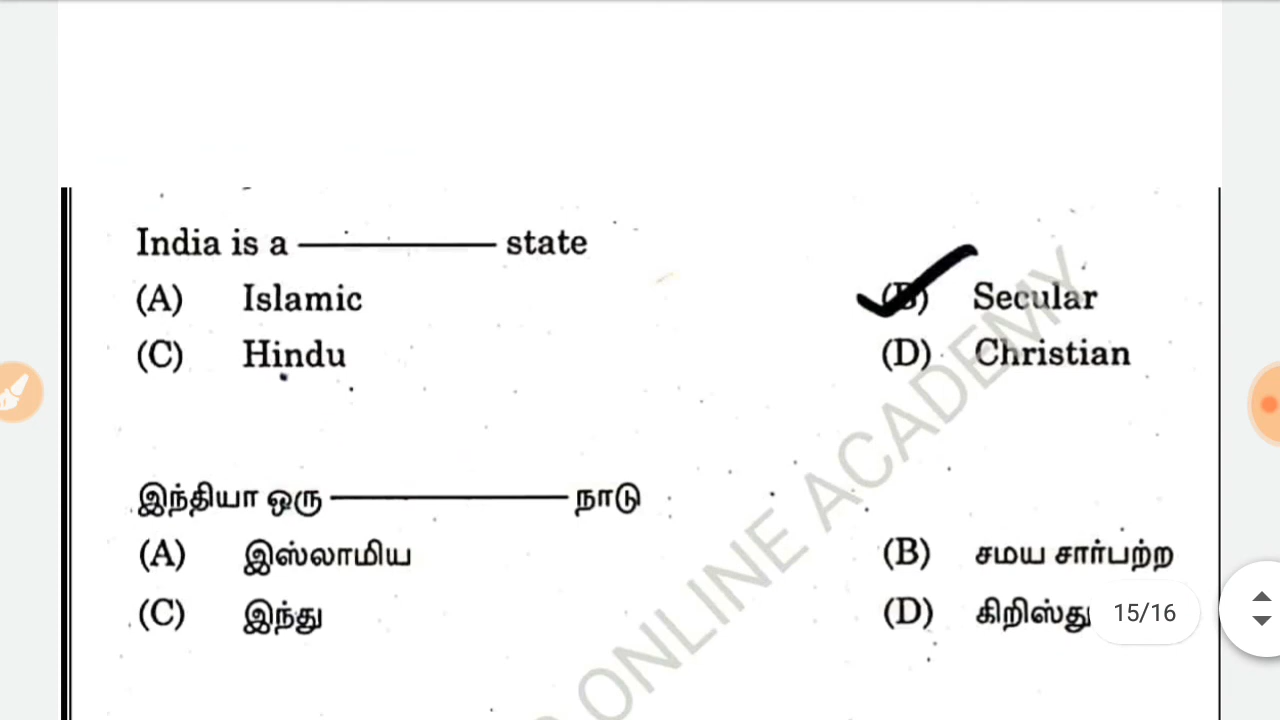 India is a ———— state
(A) Islamic (B) Secular
(C) Hindu (D) Christian
இந்தியா ஒரு ———— நாடு
(A) இஸ்லாமிய (B) சமய சார்பற்ற
(C) இந்து (D) கிறிஸ்து
15/16
ONLINE ACADEMY